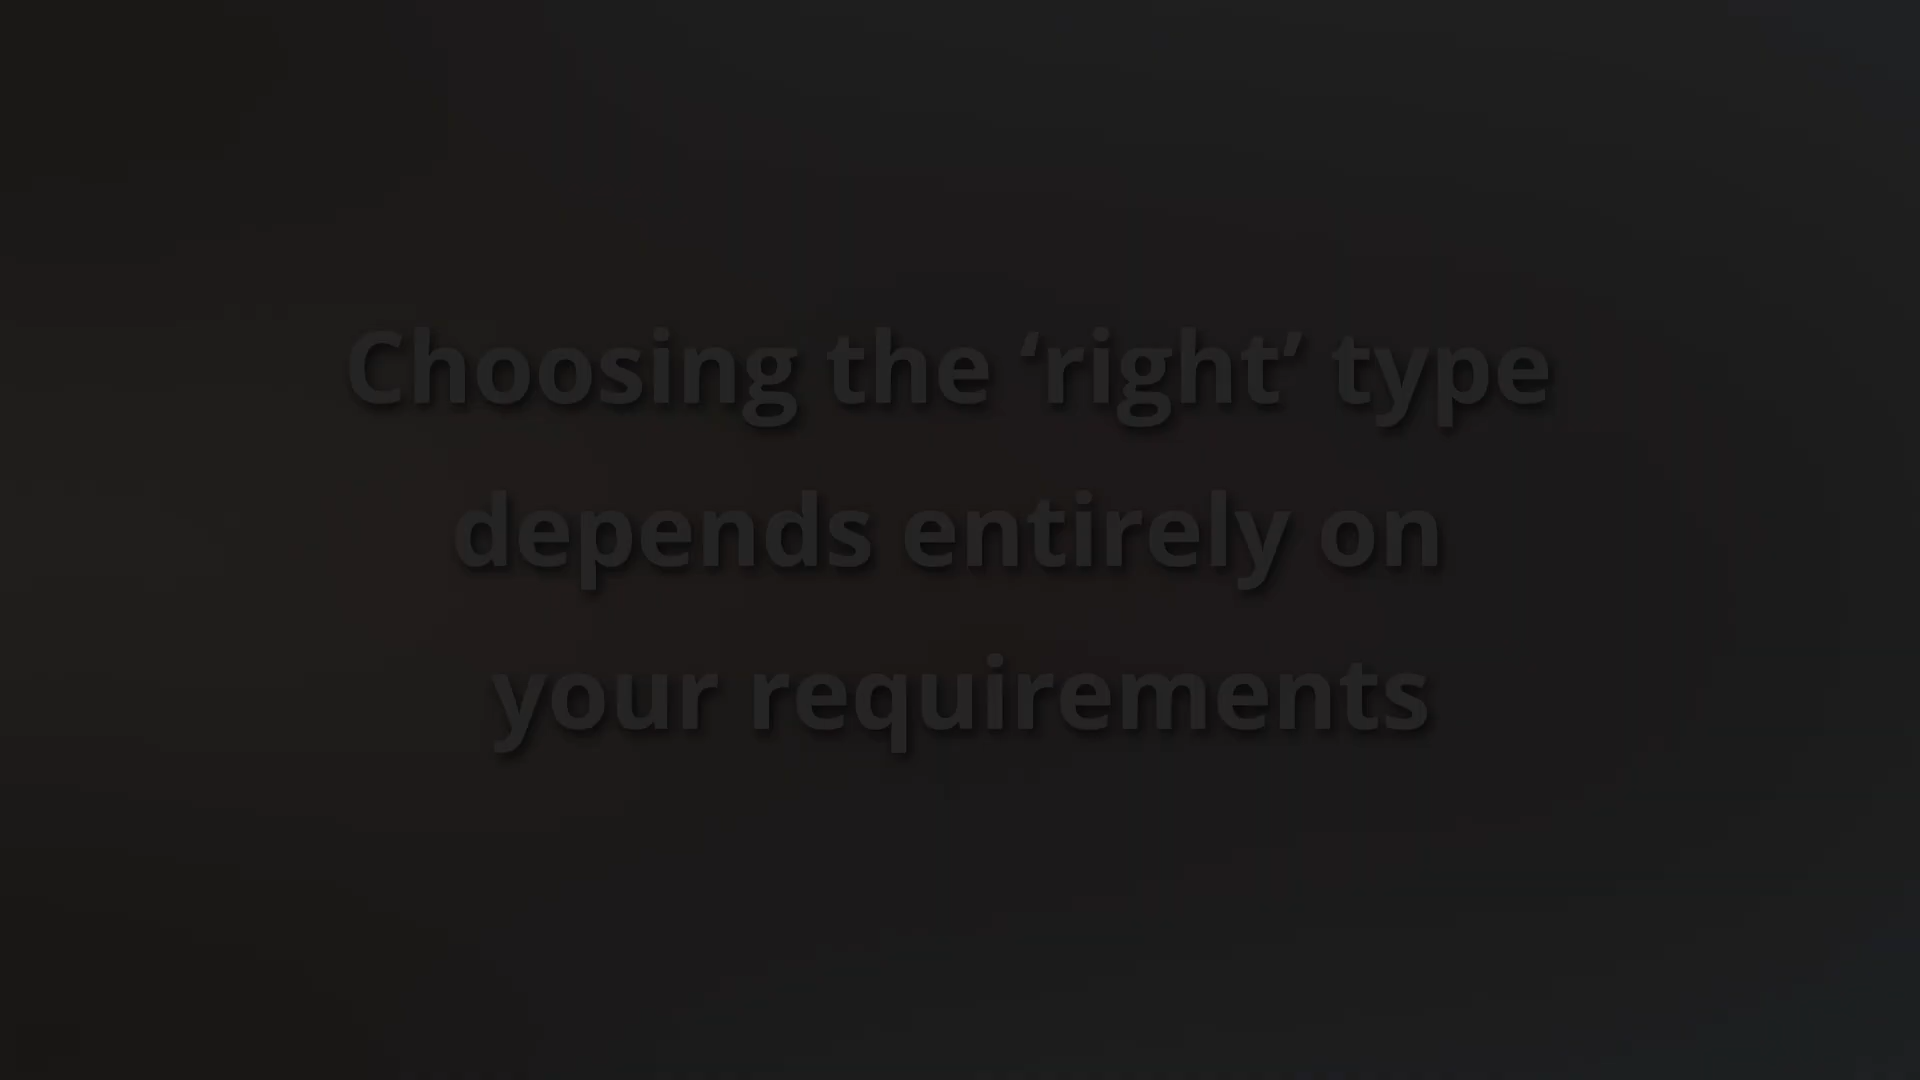 Choosing the ‘right’ type
depends entirely on
your requirements